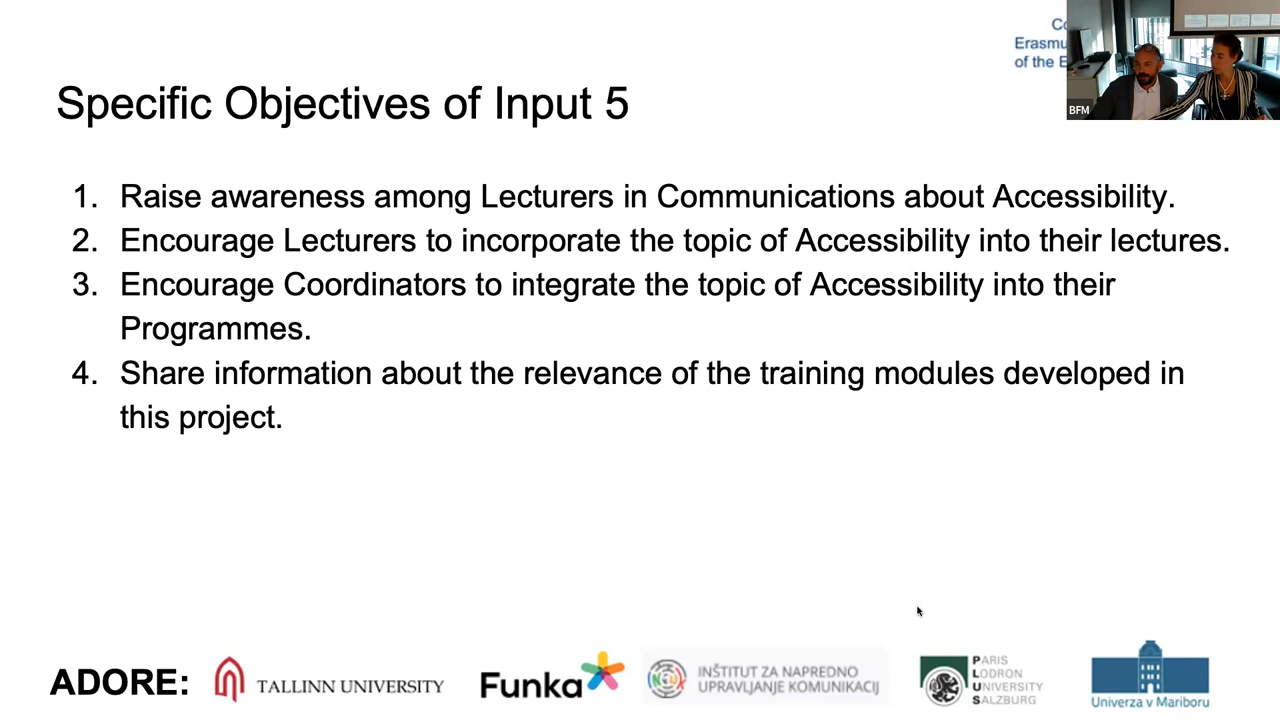 Erasmu
of the E
BFM
Specific Objectives of Input 5
1. Raise awareness among Lecturers in Communications about Accessibility.
2. Encourage Lecturers to incorporate the topic of Accessibility into their lectures.
3. Encourage Coordinators to integrate the topic of Accessibility into their
Programmes.
4. Share information about the relevance of the training modules developed in
this project.
ADORE:
TALLINN UNIVERSITY
Funka
INŠTITUT ZA NAPREDNO
UPRAVLJANJE KOMUNIKACIJ
PARIS
LODRON
UNIVERSITY
SALZBURG
Univerza v Mariboru